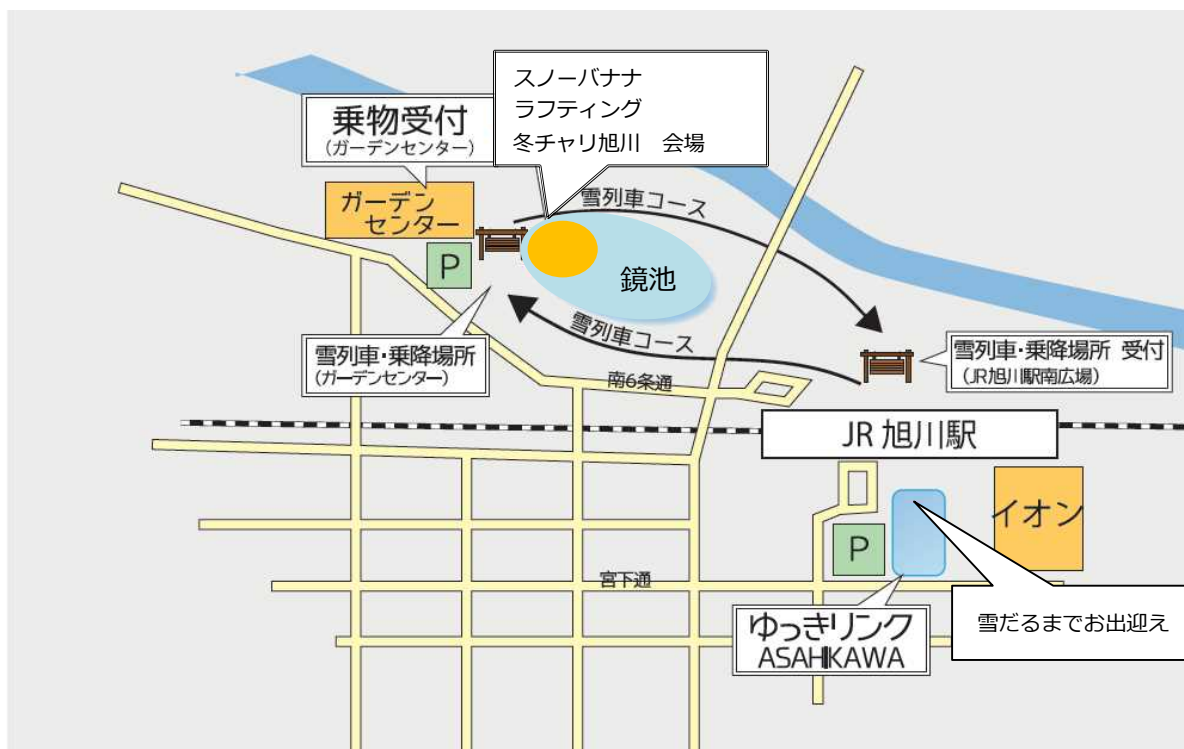 スノーバナナ
ラフティング
冬チャリ旭川　会場
乗物受付
(ガーデンセンター)
ガーデン
センター
雪列車コース
P
鏡池
雪列車コース
雪列車・乗降場所
(ガーデンセンター)
雪列車・乗降場所 受付
(JR旭川駅南広場)
南6条通
JR 旭川駅
イオン
P
宮下通
ゆっきリンク
ASAHIKAWA
雪だるまでお出迎え